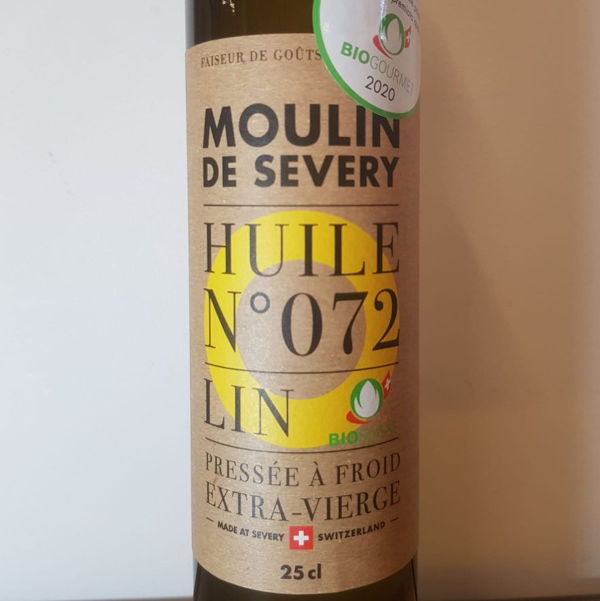 FAISEUR DE GOÛTS
BIOGOURMET
2020
MOULIN
DE SEVERY
HUILE
N°072
LIN
BIOSUISSE
PRESSÉE À FROID
EXTRA-VIERGE
MADE AT SEVERY SWITZERLAND
25 cl